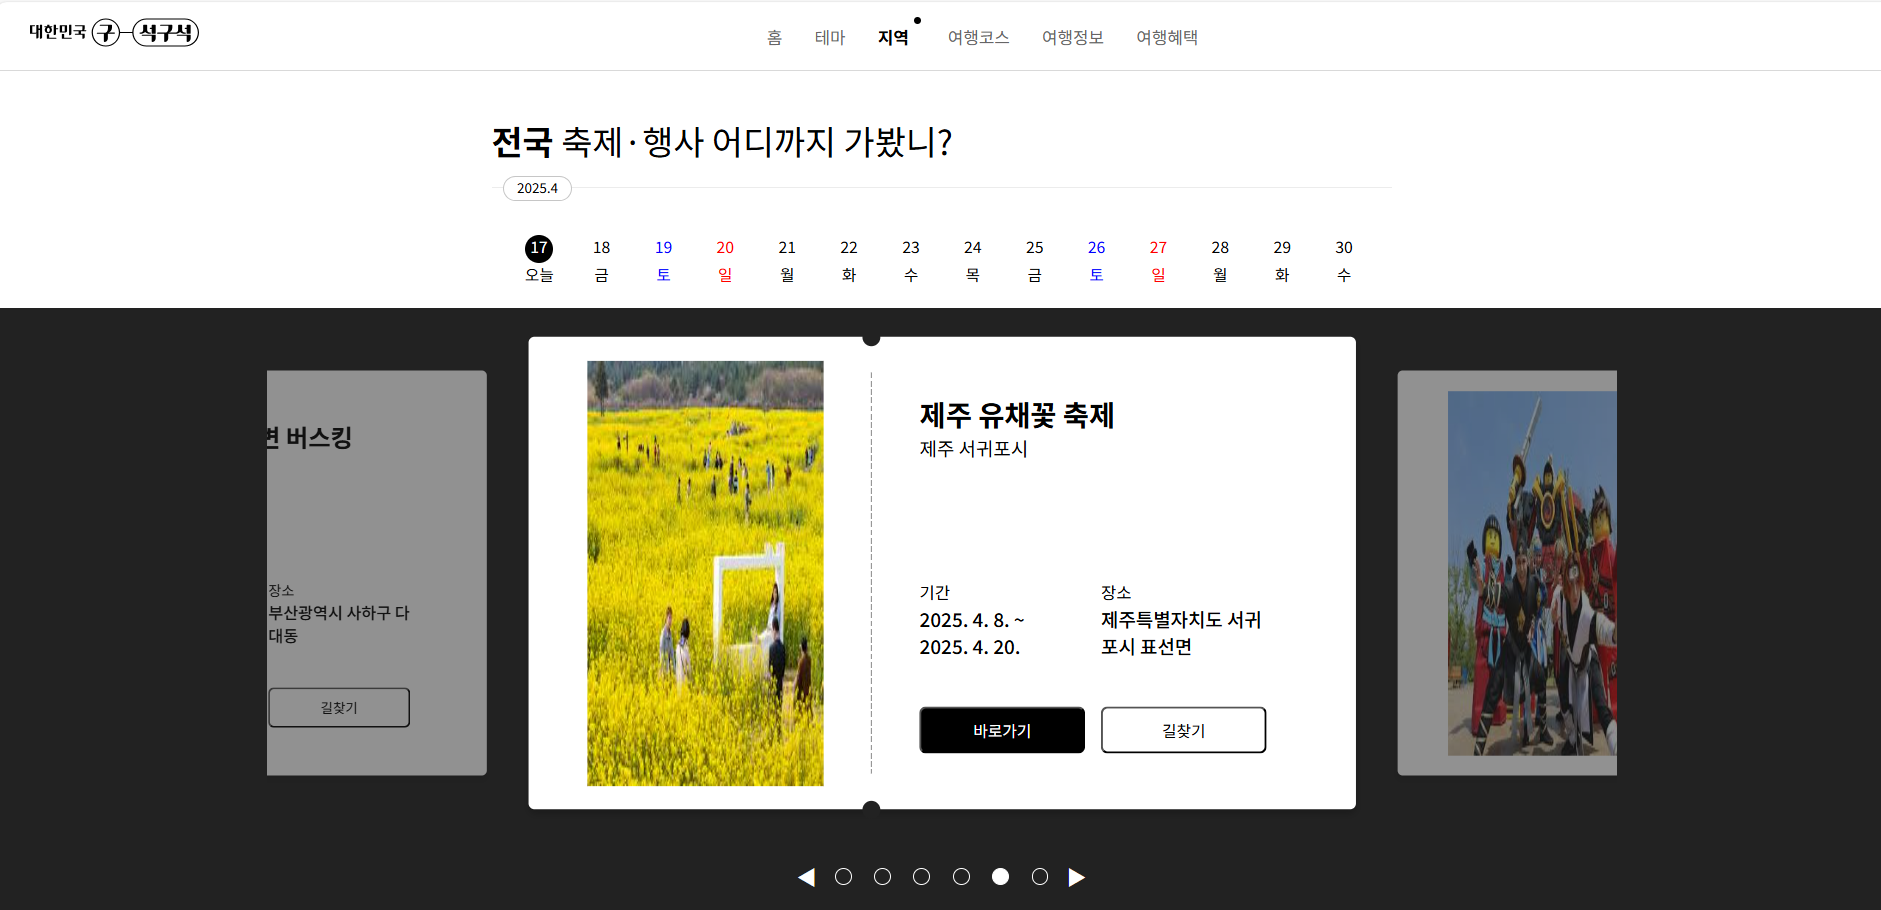 대한민국 구석구석
홈 테마 지역 여행코스 여행정보 여행혜택
전국 축제·행사 어디까지 가봤니?
2025.4
17 18 19 20 21 22 23 24 25 26 27 28 29 30
오늘 금 토 일 월 화 수 목 금 토 일 월 화 수
버스킹
장소
부산광역시 사하구 다
대동
길찾기
제주 유채꽃 축제
제주 서귀포시
기간
2025. 4. 8. ~
2025. 4. 20.
장소
제주특별자치도 서귀
포시 표선면
바로가기
길찾기